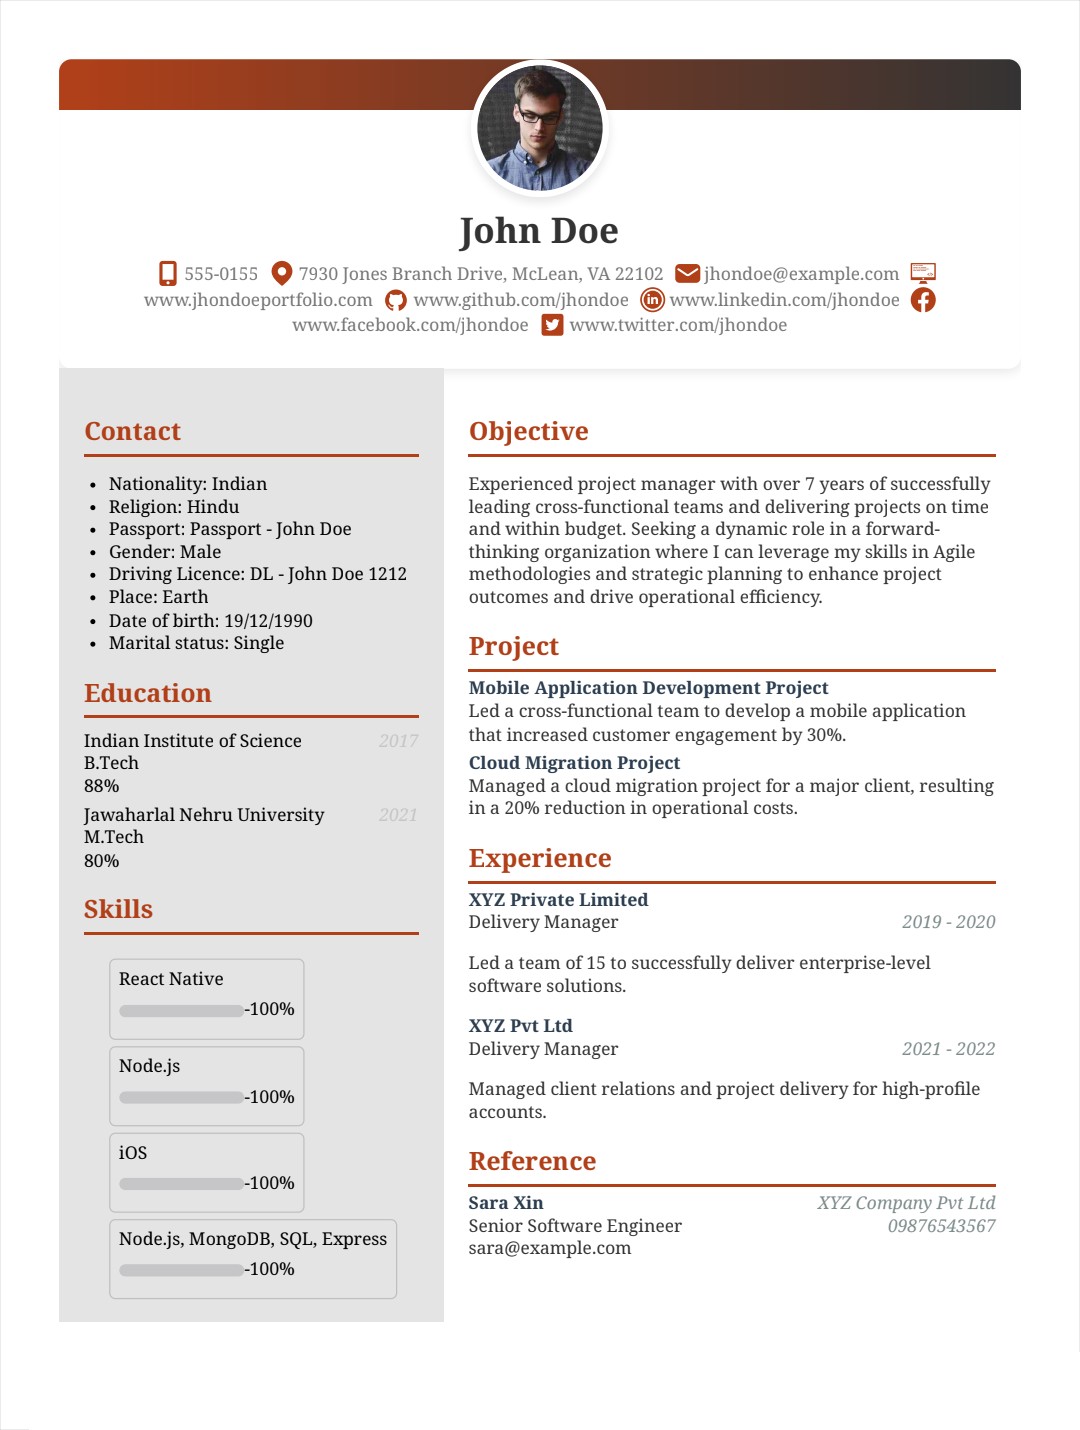 John Doe
555-0155 7930 Jones Branch Drive, McLean, VA 22102 jhondoe@example.com
www.jhondoeportfolio.com www.github.com/jhondoe www.linkedin.com/jhondoe
www.facebook.com/jhondoe www.twitter.com/jhondoe
Contact
• Nationality: Indian
• Religion: Hindu
• Passport: Passport - John Doe
• Gender: Male
• Driving Licence: DL - John Doe 1212
• Place: Earth
• Date of birth: 19/12/1990
• Marital status: Single
Education
Indian Institute of Science 2017
B.Tech
88%
Jawaharlal Nehru University 2021
M.Tech
80%
Skills
React Native
-100%
Node.js
-100%
iOS
-100%
Node.js, MongoDB, SQL, Express
-100%
Objective
Experienced project manager with over 7 years of successfully
leading cross-functional teams and delivering projects on time
and within budget. Seeking a dynamic role in a forward-
thinking organization where I can leverage my skills in Agile
methodologies and strategic planning to enhance project
outcomes and drive operational efficiency.
Project
Mobile Application Development Project
Led a cross-functional team to develop a mobile application
that increased customer engagement by 30%.
Cloud Migration Project
Managed a cloud migration project for a major client, resulting
in a 20% reduction in operational costs.
Experience
XYZ Private Limited
Delivery Manager 2019 - 2020
Led a team of 15 to successfully deliver enterprise-level
software solutions.
XYZ Pvt Ltd
Delivery Manager 2021 - 2022
Managed client relations and project delivery for high-profile
accounts.
Reference
Sara Xin XYZ Company Pvt Ltd
Senior Software Engineer 09876543567
sara@example.com